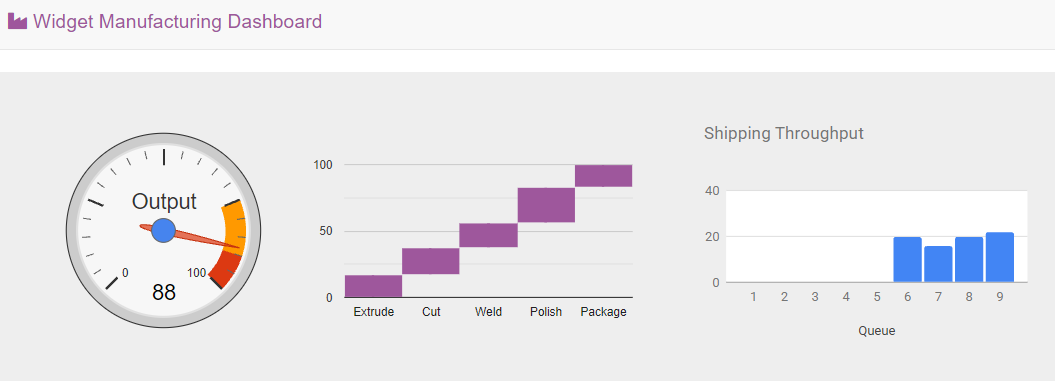 Widget Manufacturing Dashboard
Output
0
100
88
100
50
0
Extrude Cut Weld Polish Package
Shipping Throughput
40
20
0
1 2 3 4 5 6 7 8 9
Queue